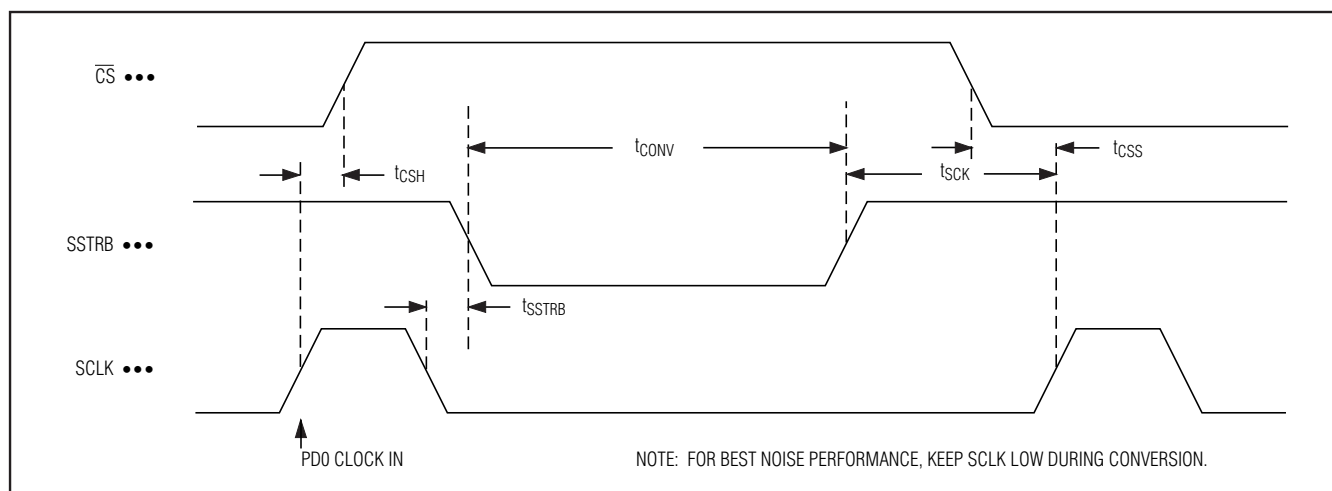 CS •••
tCONV
tCSS
tCSH
tSCK
SSTRB •••
tSSTRB
SCLK •••
PD0 CLOCK IN
NOTE: FOR BEST NOISE PERFORMANCE, KEEP SCLK LOW DURING CONVERSION.